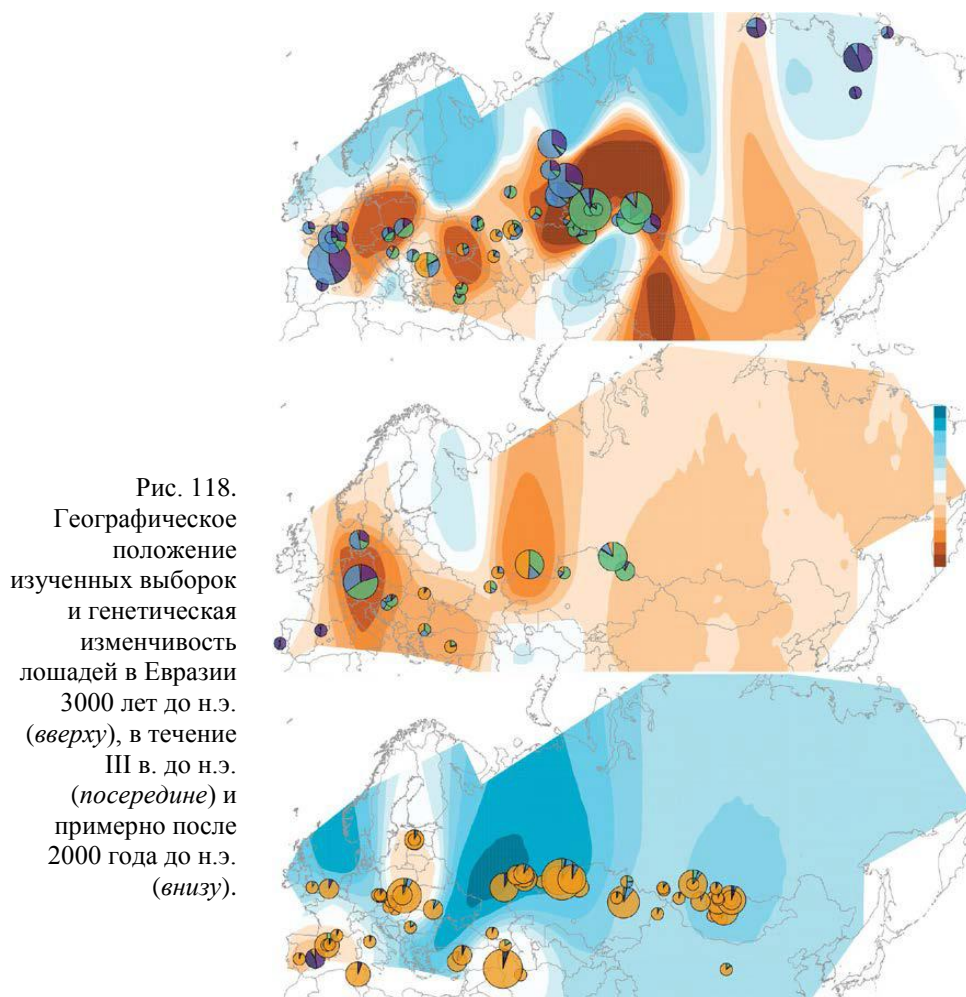 Рис. 118.
Географическое
положение
изученных выборок
и генетическая
изменчивость
лошадей в Евразии
3000 лет до н.э.
(вверху), в течение
III в. до н.э.
(посередине) и
примерно после
2000 года до н.э.
(внизу).